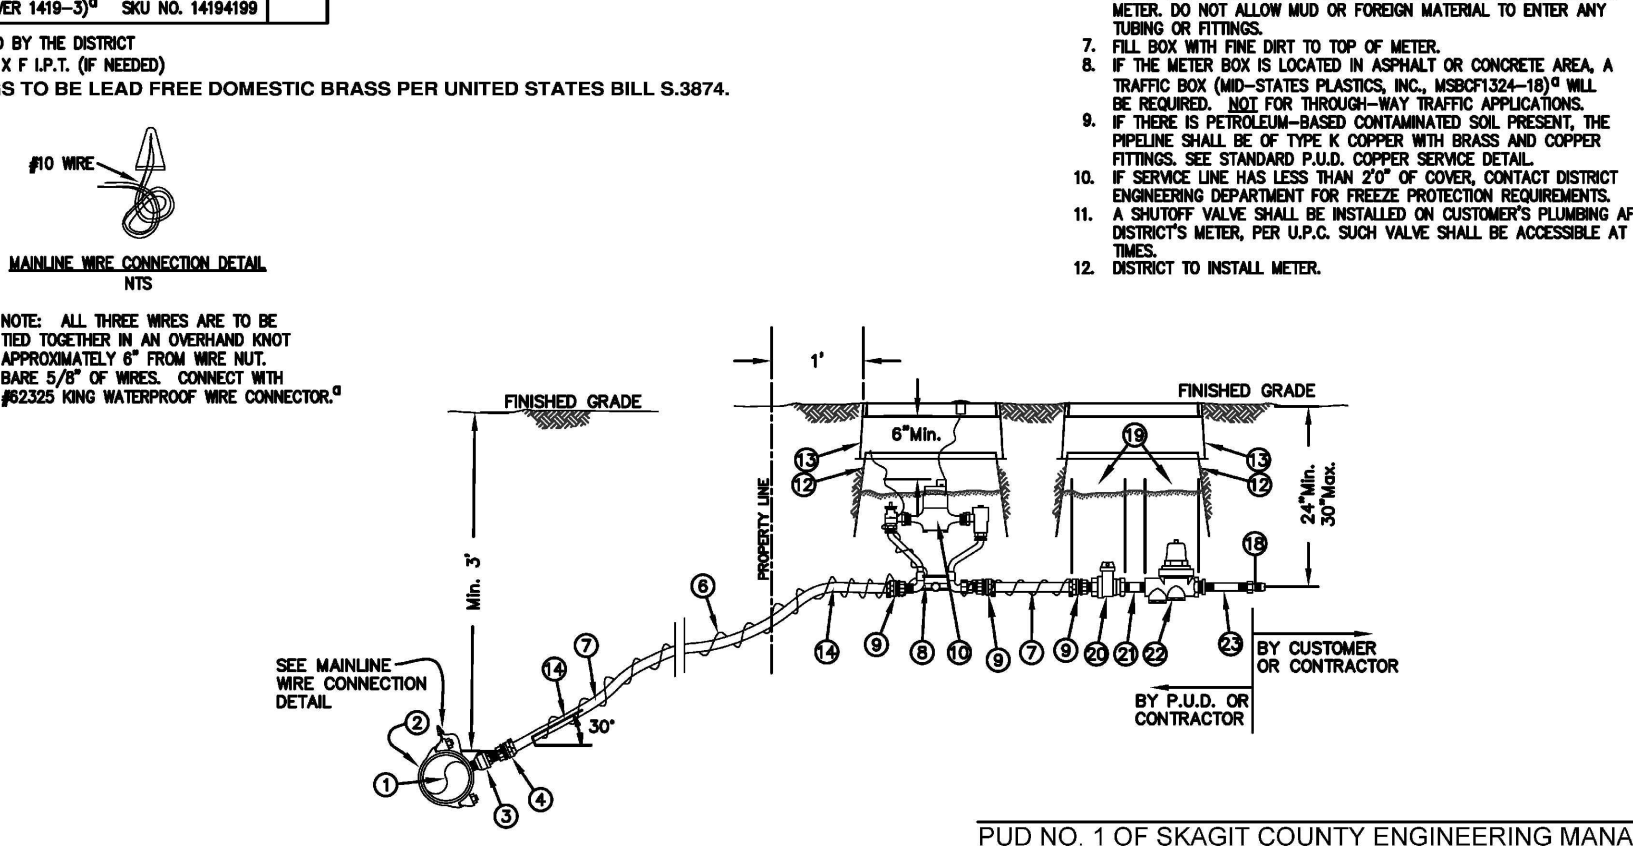 VER 1419-3)ᵃ SKU NO. 14194199
D BY THE DISTRICT
X F I.P.T. (IF NEEDED)
GS TO BE LEAD FREE DOMESTIC BRASS PER UNITED STATES BILL S.3874.
#10 WIRE
MAINLINE WIRE CONNECTION DETAIL
NTS
NOTE: ALL THREE WIRES ARE TO BE
TIED TOGETHER IN AN OVERHAND KNOT
APPROXIMATELY 6" FROM WIRE NUT.
BARE 5/8" OF WIRES. CONNECT WITH
#62325 KING WATERPROOF WIRE CONNECTOR.ᵃ
METER. DO NOT ALLOW MUD OR FOREIGN MATERIAL TO ENTER ANY
TUBING OR FITTINGS.
7. FILL BOX WITH FINE DIRT TO TOP OF METER.
8. IF THE METER BOX IS LOCATED IN ASPHALT OR CONCRETE AREA, A
TRAFFIC BOX (MID-STATES PLASTICS, INC., MSBCF1324-18)ᵃ WILL
BE REQUIRED. NOT FOR THROUGH-WAY TRAFFIC APPLICATIONS.
9. IF THERE IS PETROLEUM-BASED CONTAMINATED SOIL PRESENT, THE
PIPELINE SHALL BE OF TYPE K COPPER WITH BRASS AND COPPER
FITTINGS. SEE STANDARD P.U.D. COPPER SERVICE DETAIL.
10. IF SERVICE LINE HAS LESS THAN 2'0" OF COVER, CONTACT DISTRICT
ENGINEERING DEPARTMENT FOR FREEZE PROTECTION REQUIREMENTS.
11. A SHUTOFF VALVE SHALL BE INSTALLED ON CUSTOMER'S PLUMBING AF
DISTRICT'S METER, PER U.P.C. SUCH VALVE SHALL BE ACCESSIBLE AT
TIMES.
12. DISTRICT TO INSTALL METER.
1'
FINISHED GRADE
FINISHED GRADE
6"Min.
19
13
13
12
12
24"Min.
30"Max.
PROPERTY LINE
Min. 3'
18
6
7
14
14
9
8
10
9
7
9
20
21
22
23
BY CUSTOMER
OR CONTRACTOR
BY P.U.D. OR
CONTRACTOR
SEE MAINLINE
WIRE CONNECTION
DETAIL
30°
2
1
3
4
PUD NO. 1 OF SKAGIT COUNTY ENGINEERING MANA